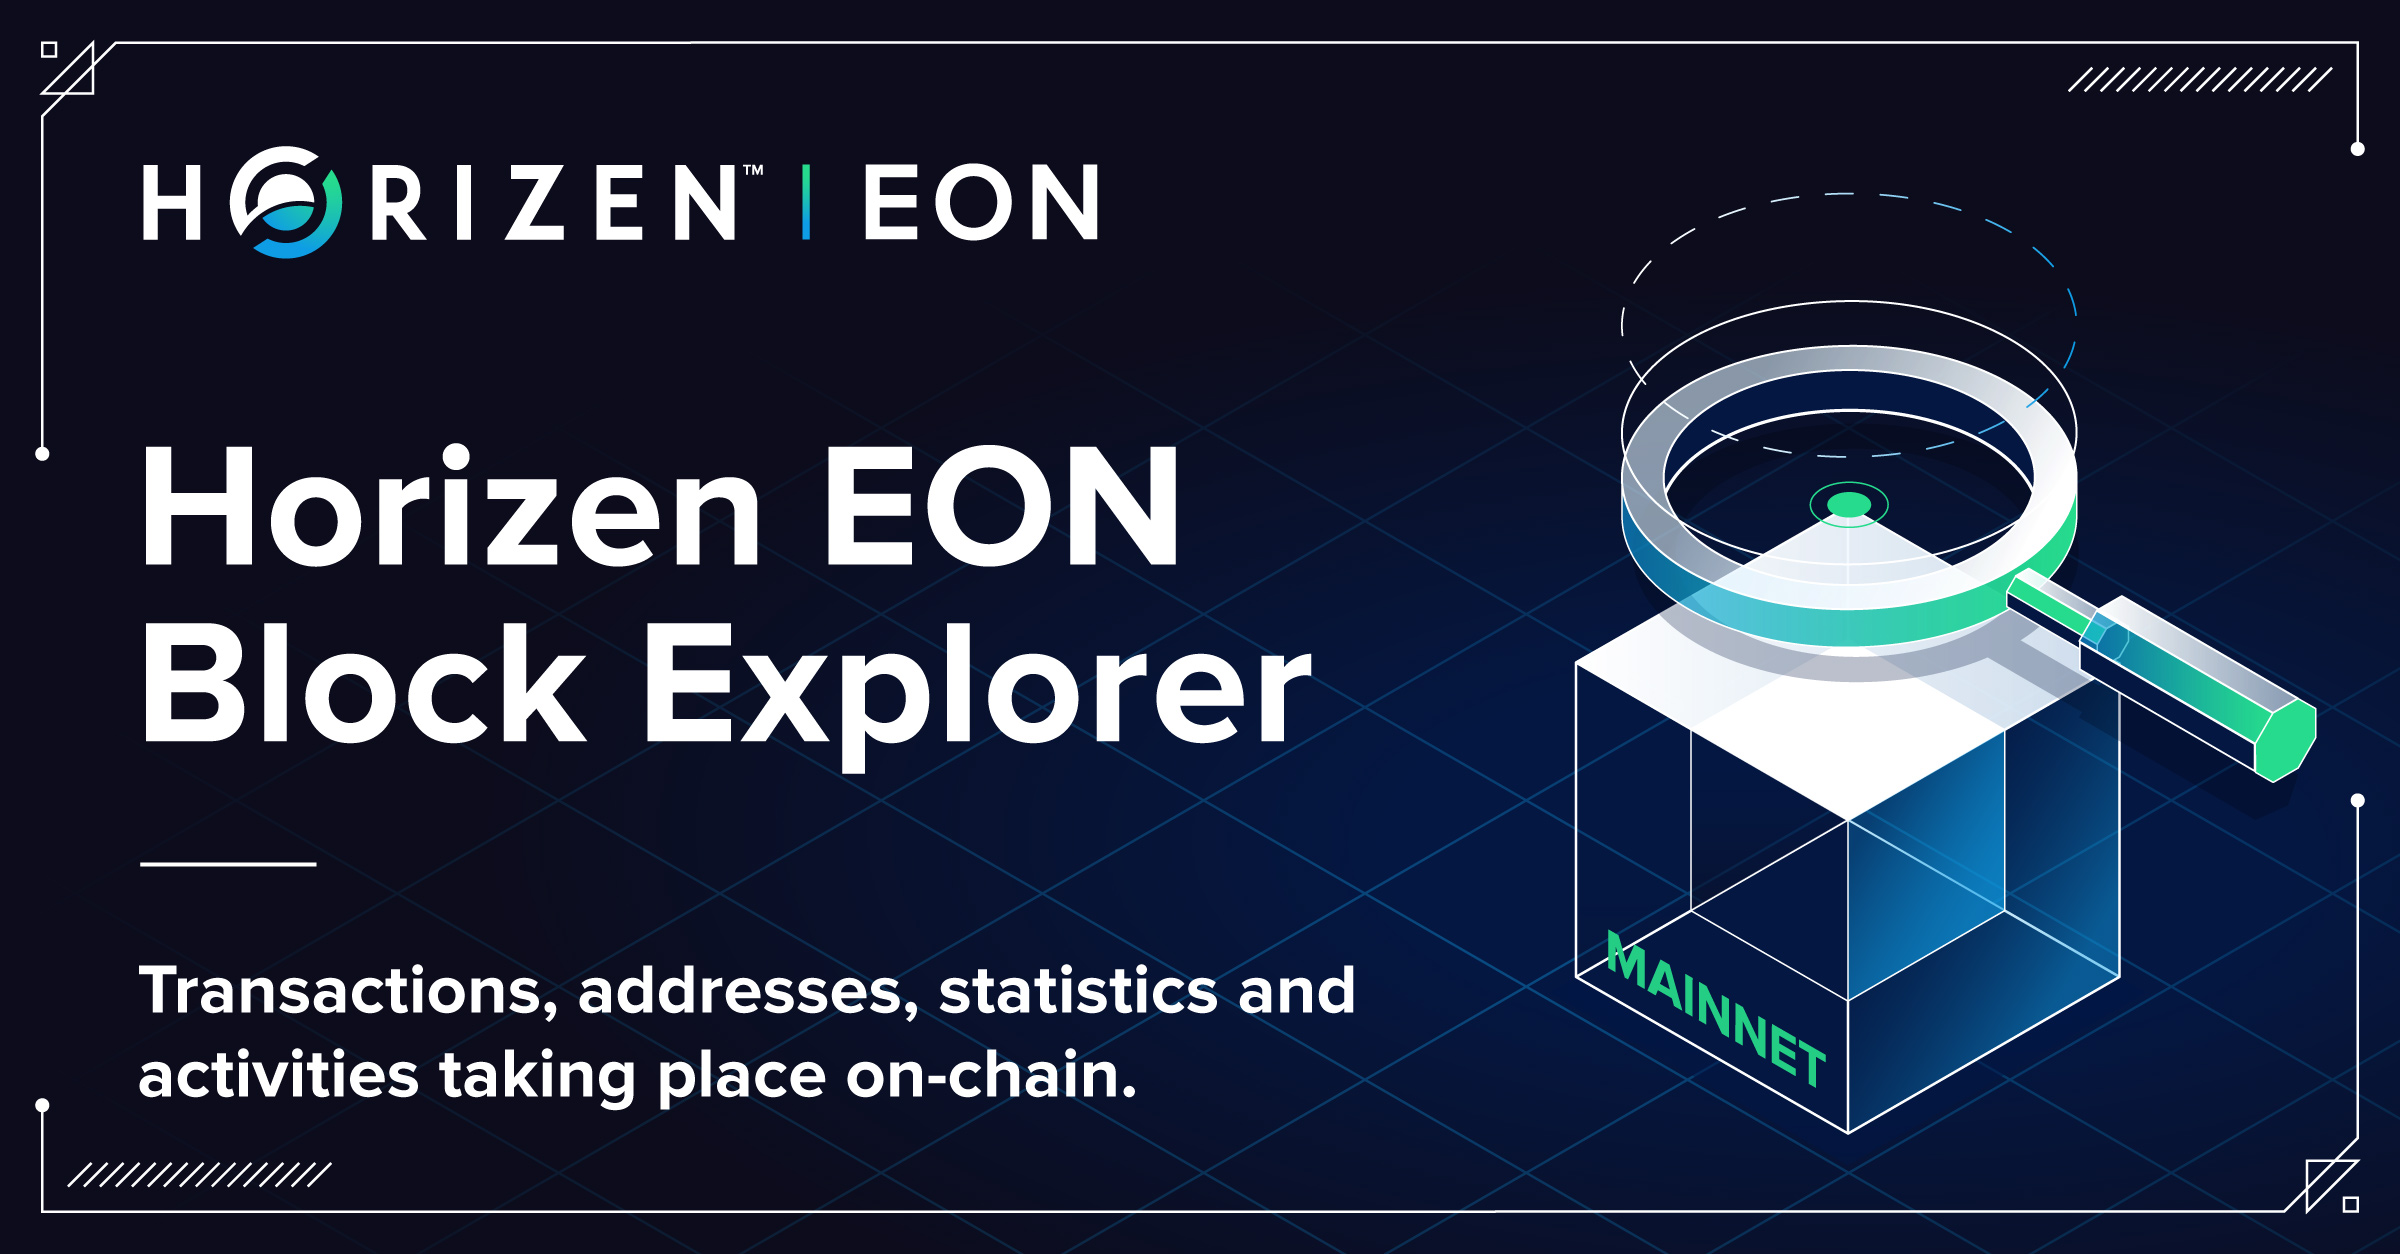 HORIZEN™ | EON
Horizen EON
Block Explorer
Transactions, addresses, statistics and
activities taking place on-chain.
MAINNET